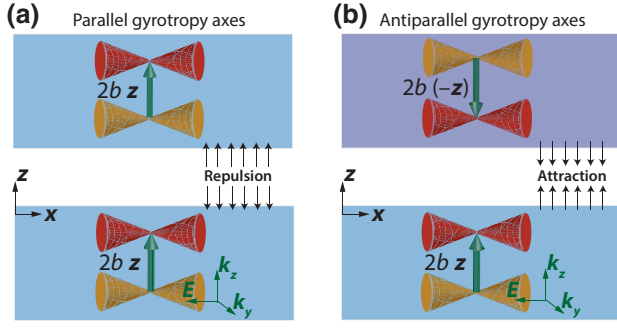 (a) Parallel gyrotropy axes
2b z
Repulsion
z
x
2b z
E
k_z
k_y
(b) Antiparallel gyrotropy axes
2b (–z)
Attraction
z
x
2b z
E
k_z
k_y